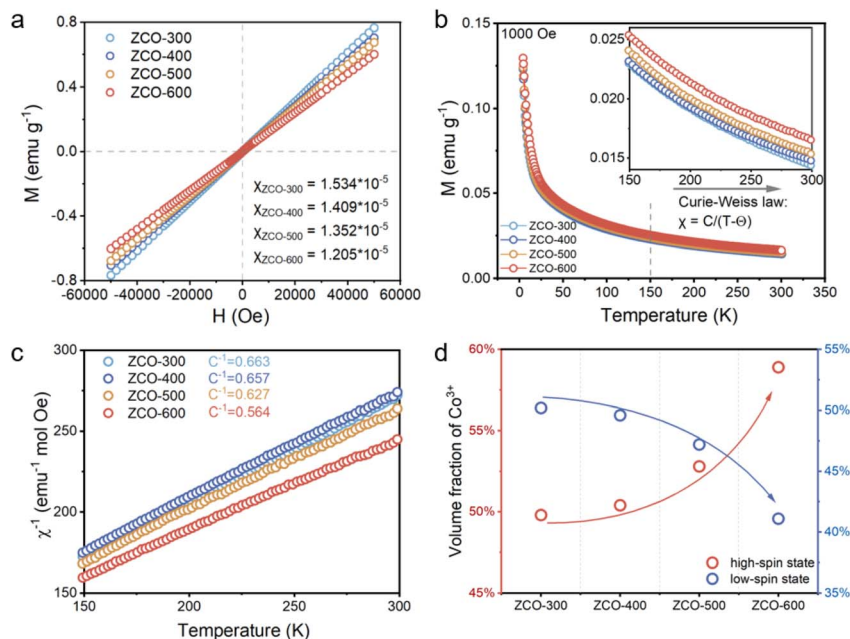 a
ZCO-300
ZCO-400
ZCO-500
ZCO-600
χZCO-300 = 1.534*10-5
χZCO-400 = 1.409*10-5
χZCO-500 = 1.352*10-5
χZCO-600 = 1.205*10-5
M (emu g-1)
0.8
0.4
0.0
-0.4
-0.8
-60000 -40000 -20000 0 20000 40000 60000
H (Oe)
b
1000 Oe
M (emu g-1)
0.15
0.10
0.05
0.00
0.025
0.020
0.015
150 200 250 300
Curie-Weiss law:
χ = C/(T-Θ)
ZCO-300
ZCO-400
ZCO-500
ZCO-600
0 50 100 150 200 250 300 350
Temperature (K)
c
ZCO-300 C-1=0.663
ZCO-400 C-1=0.657
ZCO-500 C-1=0.627
ZCO-600 C-1=0.564
χ-1 (emu-1 mol Oe)
300
250
200
150
150 200 250 300
Temperature (K)
d
Volume fraction of Co3+
60%
55%
50%
45%
55%
50%
45%
40%
35%
high-spin state
low-spin state
ZCO-300 ZCO-400 ZCO-500 ZCO-600